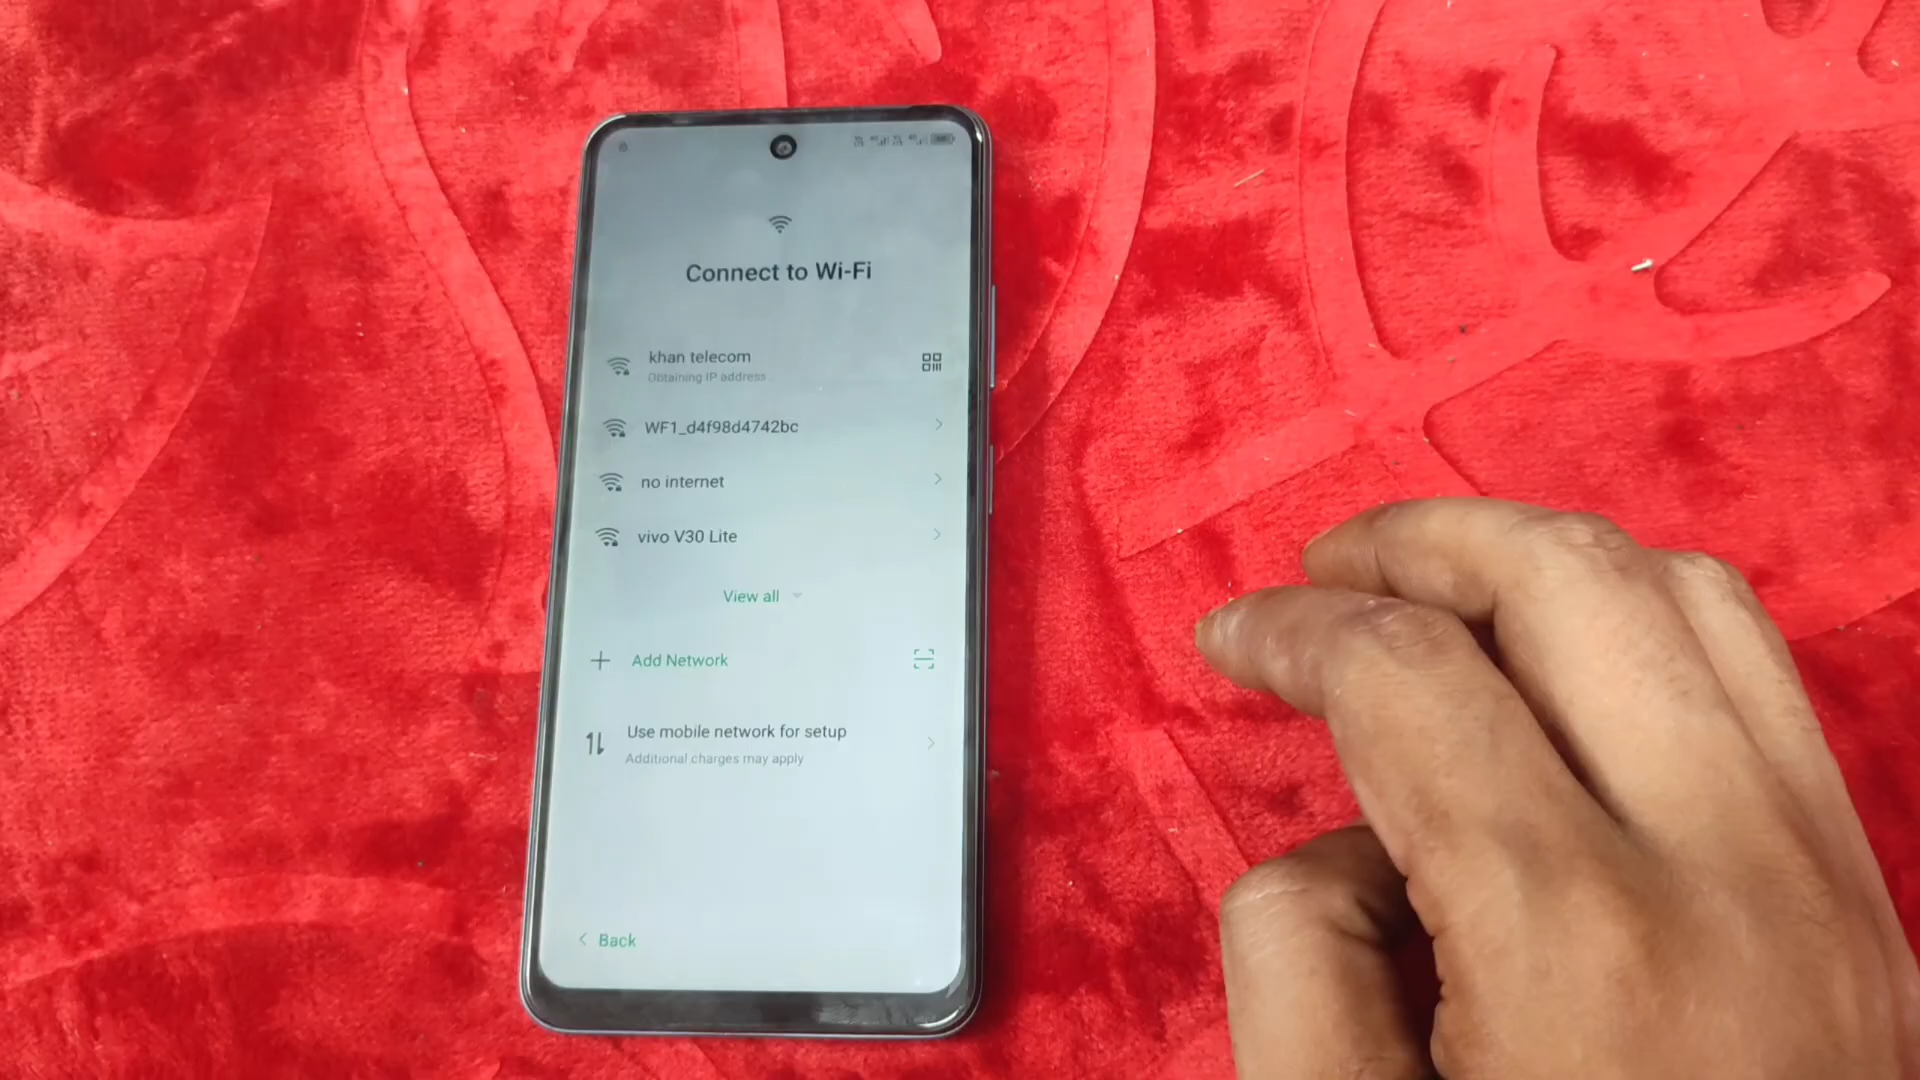 Connect to Wi-Fi
khan telecom
Obtaining IP address
WF1_d4f98d4742bc
no internet
vivo V30 Lite
View all
Add Network
Use mobile network for setup
Additional charges may apply
Back